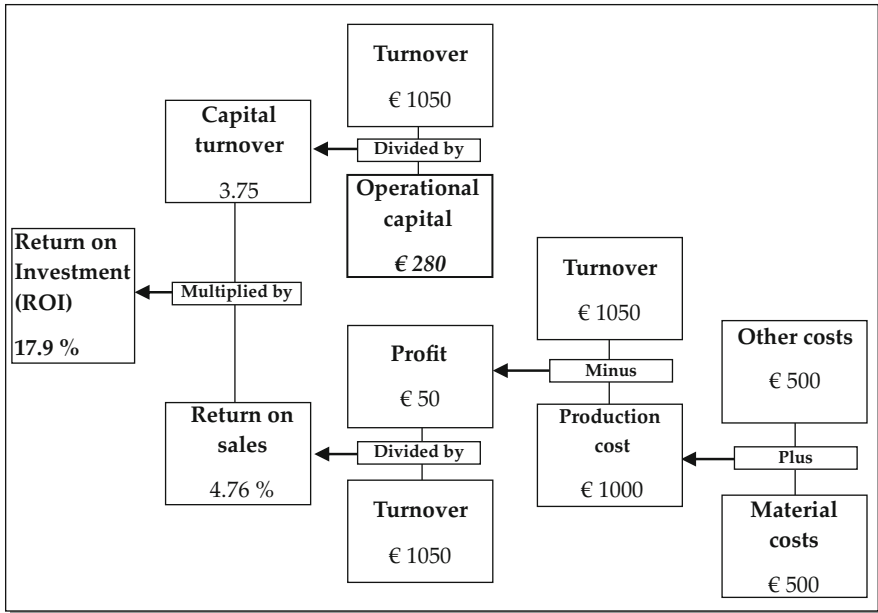 Turnover
€ 1050
Divided by
Operational
capital
€ 280
Capital
turnover
3.75
Return on
Investment
(ROI)
17.9 %
Multiplied by
Return on
sales
4.76 %
Profit
€ 50
Divided by
Turnover
€ 1050
Turnover
€ 1050
Minus
Production
cost
€ 1000
Other costs
€ 500
Plus
Material
costs
€ 500